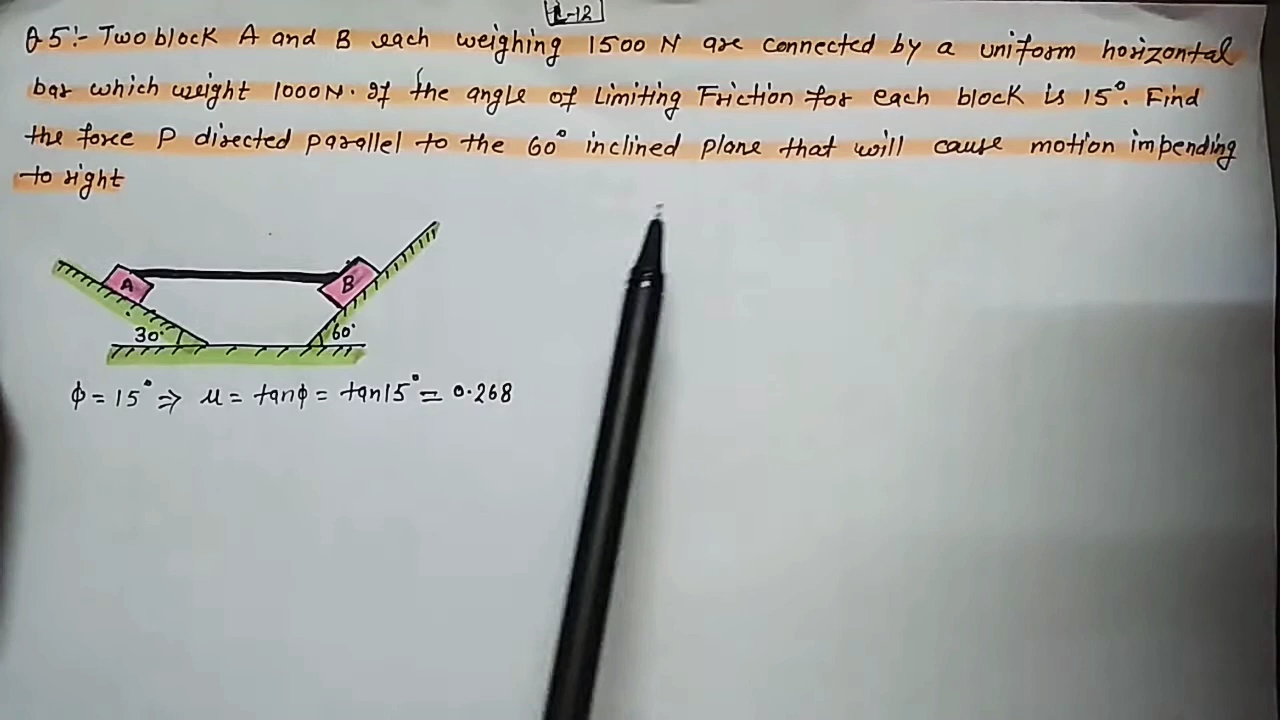 L-12
Q 5:- Two block A and B each weighing 1500 N are connected by a uniform horizontal
bar which weight 1000N. If the angle of Limiting Friction for each block is 15°. Find
the force P directed parallel to the 60° inclined plane that will cause motion impending
to right
A
B
30°
60°
ϕ = 15° ⇒ μ = tanϕ = tan15° = 0.268